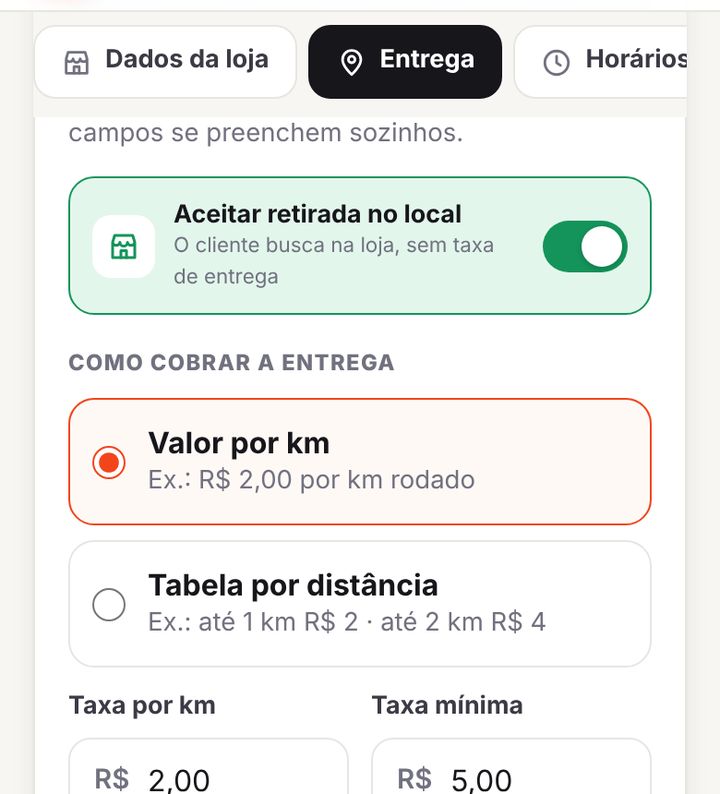 Dados da loja
Entrega
Horários
campos se preenchem sozinhos.
Aceitar retirada no local
O cliente busca na loja, sem taxa
de entrega
COMO COBRAR A ENTREGA
Valor por km
Ex.: R$ 2,00 por km rodado
Tabela por distância
Ex.: até 1 km R$ 2 · até 2 km R$ 4
Taxa por km
Taxa mínima
R$ 2,00
R$ 5,00